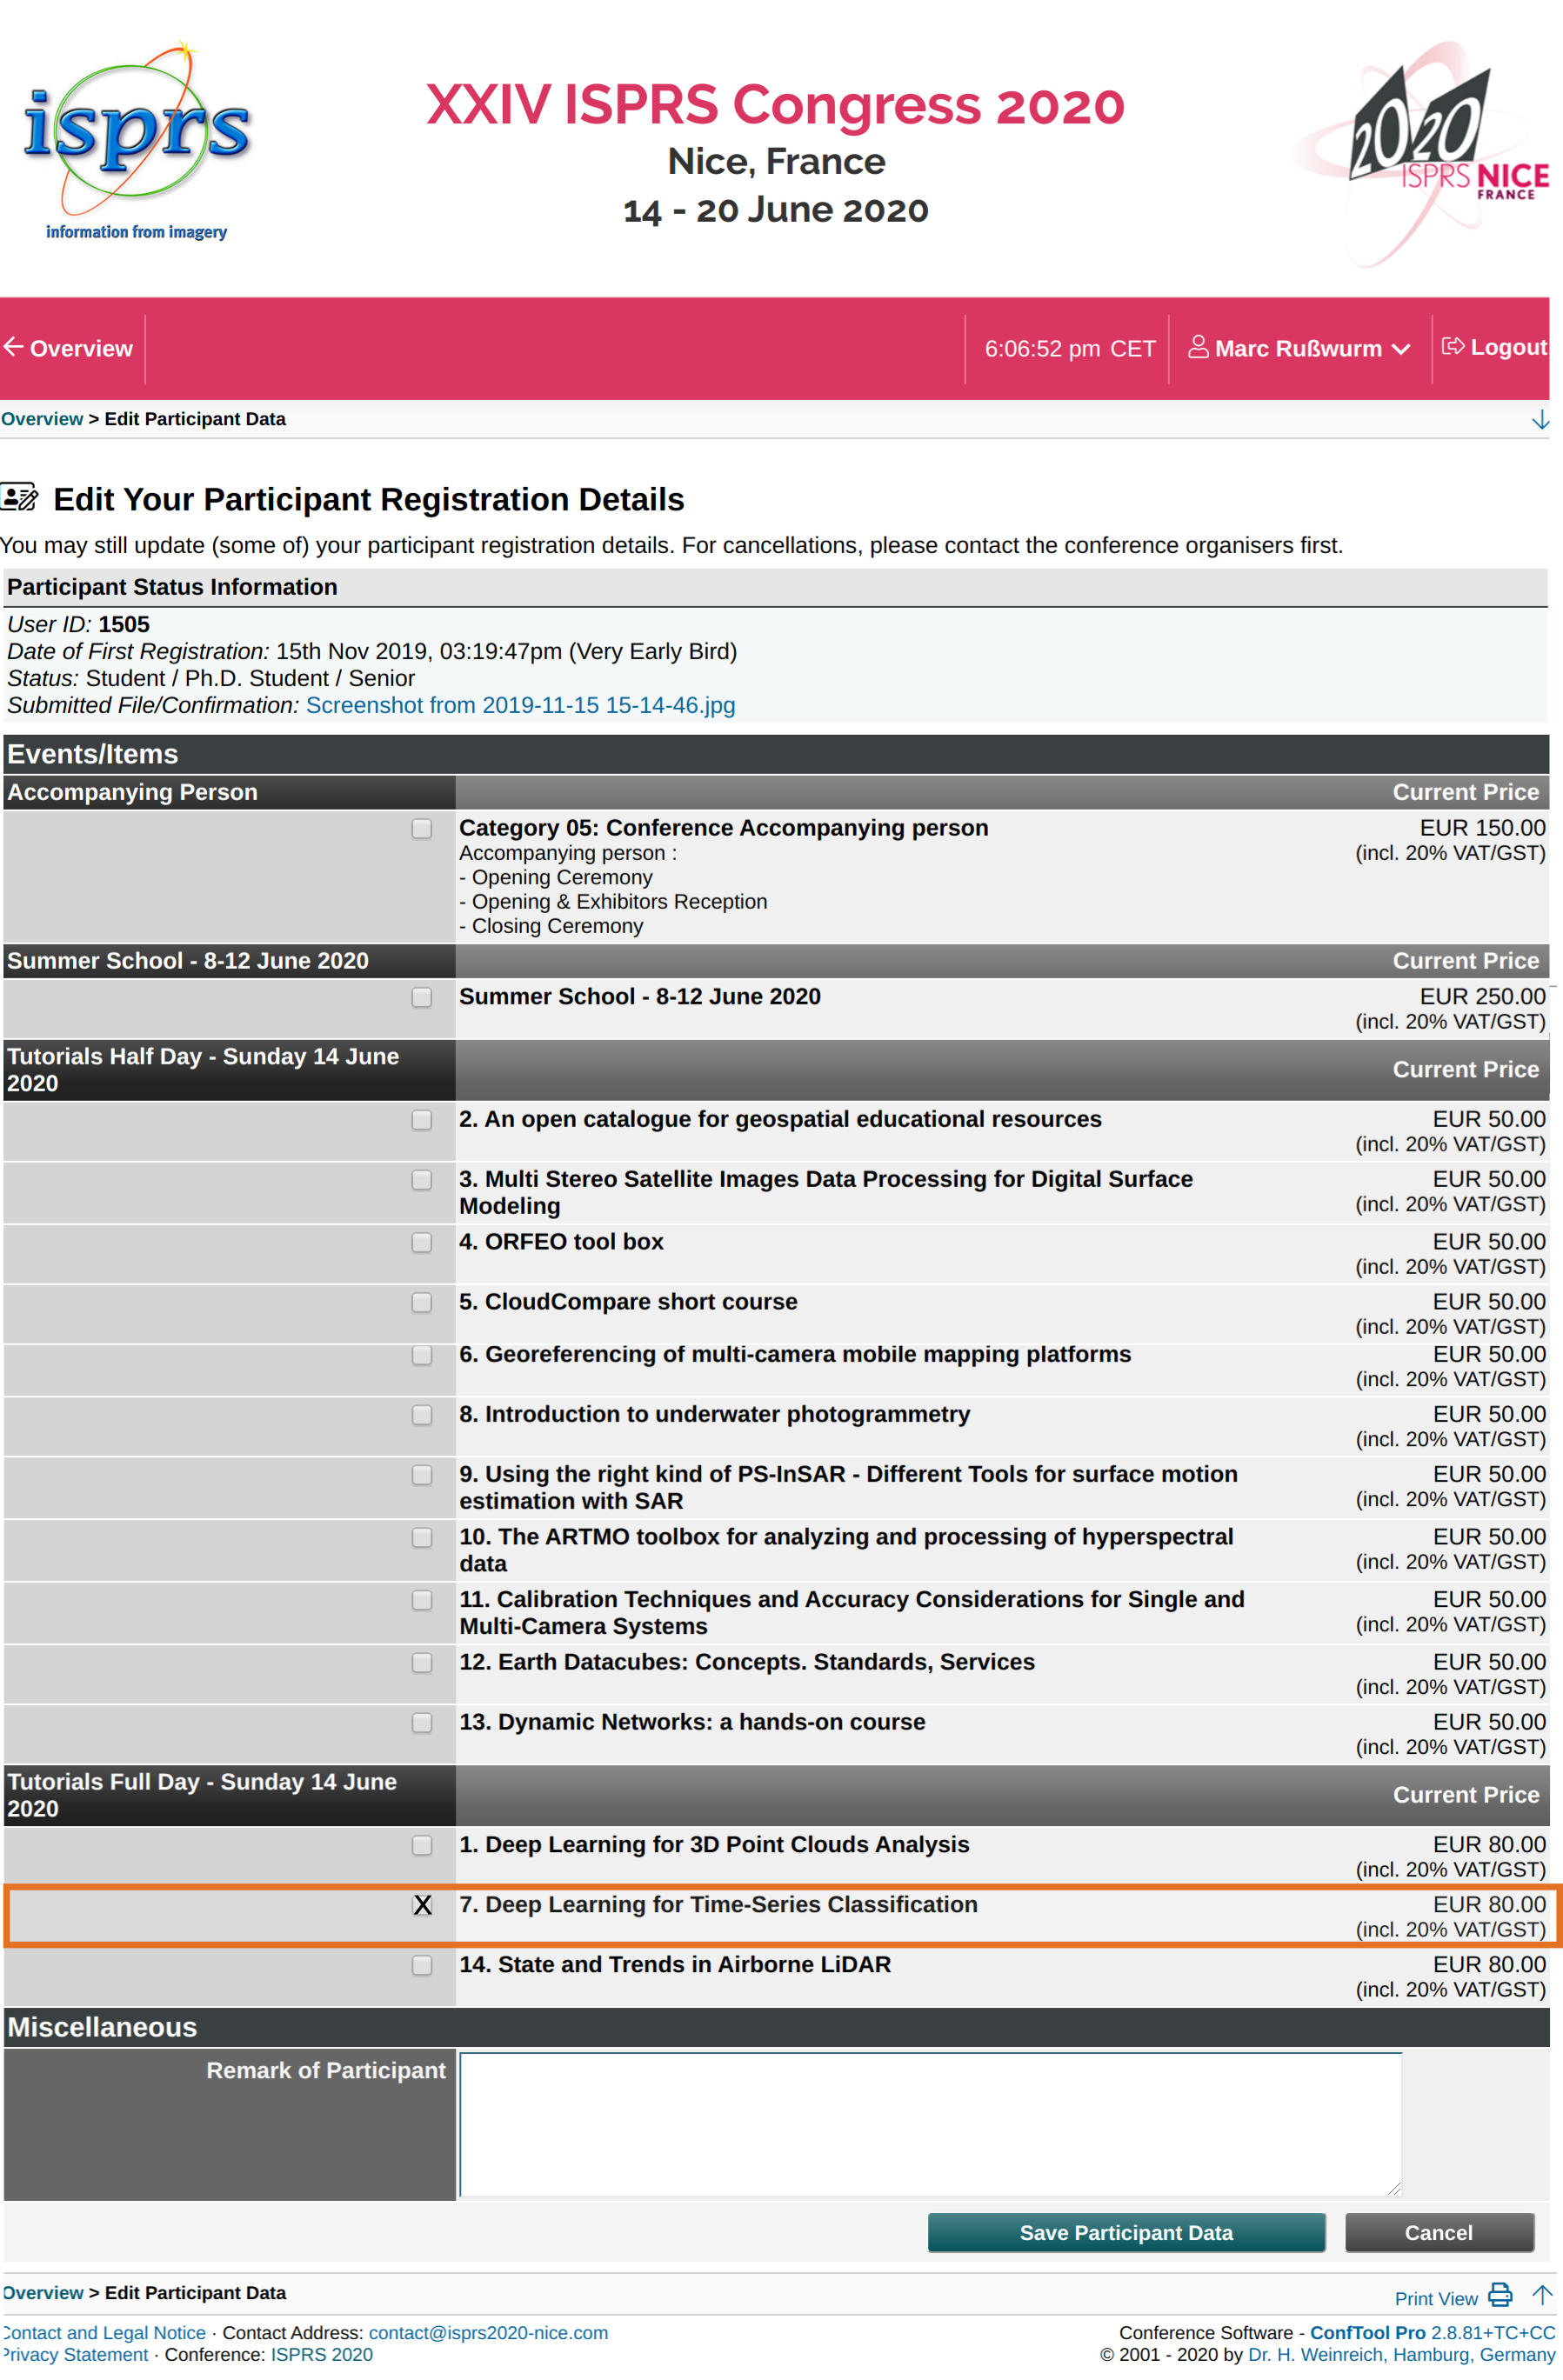 isprs
information from imagery
XXIV ISPRS Congress 2020
Nice, France
14 - 20 June 2020
2020
ISPRS NICE
FRANCE
Overview
6:06:52 pm CET
Marc Rußwurm
Logout
Overview > Edit Participant Data
Edit Your Participant Registration Details
You may still update (some of) your participant registration details. For cancellations, please contact the conference organisers first.
Participant Status Information
User ID: 1505
Date of First Registration: 15th Nov 2019, 03:19:47pm (Very Early Bird)
Status: Student / Ph.D. Student / Senior
Submitted File/Confirmation: Screenshot from 2019-11-15 15-14-46.jpg
Events/Items
Accompanying Person Current Price
Category 05: Conference Accompanying person EUR 150.00
Accompanying person : (incl. 20% VAT/GST)
- Opening Ceremony
- Opening & Exhibitors Reception
- Closing Ceremony
Summer School - 8-12 June 2020 Current Price
Summer School - 8-12 June 2020 EUR 250.00
(incl. 20% VAT/GST)
Tutorials Half Day - Sunday 14 June
2020
Current Price
2. An open catalogue for geospatial educational resources EUR 50.00
(incl. 20% VAT/GST)
3. Multi Stereo Satellite Images Data Processing for Digital Surface EUR 50.00
Modeling (incl. 20% VAT/GST)
4. ORFEO tool box EUR 50.00
(incl. 20% VAT/GST)
5. CloudCompare short course EUR 50.00
(incl. 20% VAT/GST)
6. Georeferencing of multi-camera mobile mapping platforms EUR 50.00
(incl. 20% VAT/GST)
8. Introduction to underwater photogrammetry EUR 50.00
(incl. 20% VAT/GST)
9. Using the right kind of PS-InSAR - Different Tools for surface motion EUR 50.00
estimation with SAR (incl. 20% VAT/GST)
10. The ARTMO toolbox for analyzing and processing of hyperspectral EUR 50.00
data (incl. 20% VAT/GST)
11. Calibration Techniques and Accuracy Considerations for Single and EUR 50.00
Multi-Camera Systems (incl. 20% VAT/GST)
12. Earth Datacubes: Concepts. Standards, Services EUR 50.00
(incl. 20% VAT/GST)
13. Dynamic Networks: a hands-on course EUR 50.00
(incl. 20% VAT/GST)
Tutorials Full Day - Sunday 14 June
2020
Current Price
1. Deep Learning for 3D Point Clouds Analysis EUR 80.00
(incl. 20% VAT/GST)
X 7. Deep Learning for Time-Series Classification EUR 80.00
(incl. 20% VAT/GST)
14. State and Trends in Airborne LiDAR EUR 80.00
(incl. 20% VAT/GST)
Miscellaneous
Remark of Participant
Save Participant Data Cancel
Overview > Edit Participant Data Print View
Contact and Legal Notice · Contact Address: contact@isprs2020-nice.com Conference Software - ConfTool Pro 2.8.81+TC+CC
Privacy Statement · Conference: ISPRS 2020 © 2001 - 2020 by Dr. H. Weinreich, Hamburg, Germany